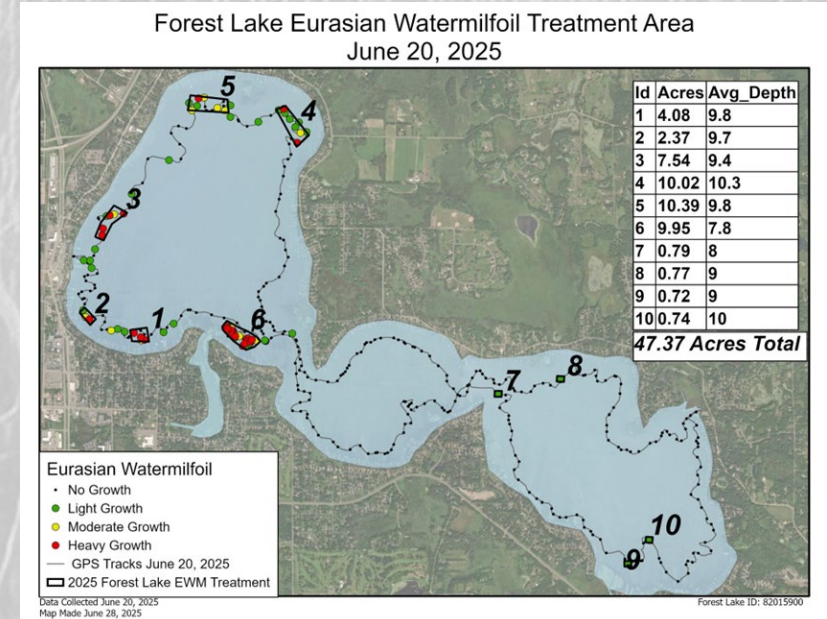 Forest Lake Eurasian Watermilfoil Treatment Area
June 20, 2025
5
4
3
2
1
6
7
8
10
9
Id Acres Avg_Depth
1 4.08 9.8
2 2.37 9.7
3 7.54 9.4
4 10.02 10.3
5 10.39 9.8
6 9.95 7.8
7 0.79 8
8 0.77 9
9 0.72 9
10 0.74 10
47.37 Acres Total
Eurasian Watermilfoil
No Growth
Light Growth
Moderate Growth
Heavy Growth
GPS Tracks June 20, 2025
2025 Forest Lake EWM Treatment
Data Collected June 20, 2025
Map Made June 28, 2025
Forest Lake ID: 82015900